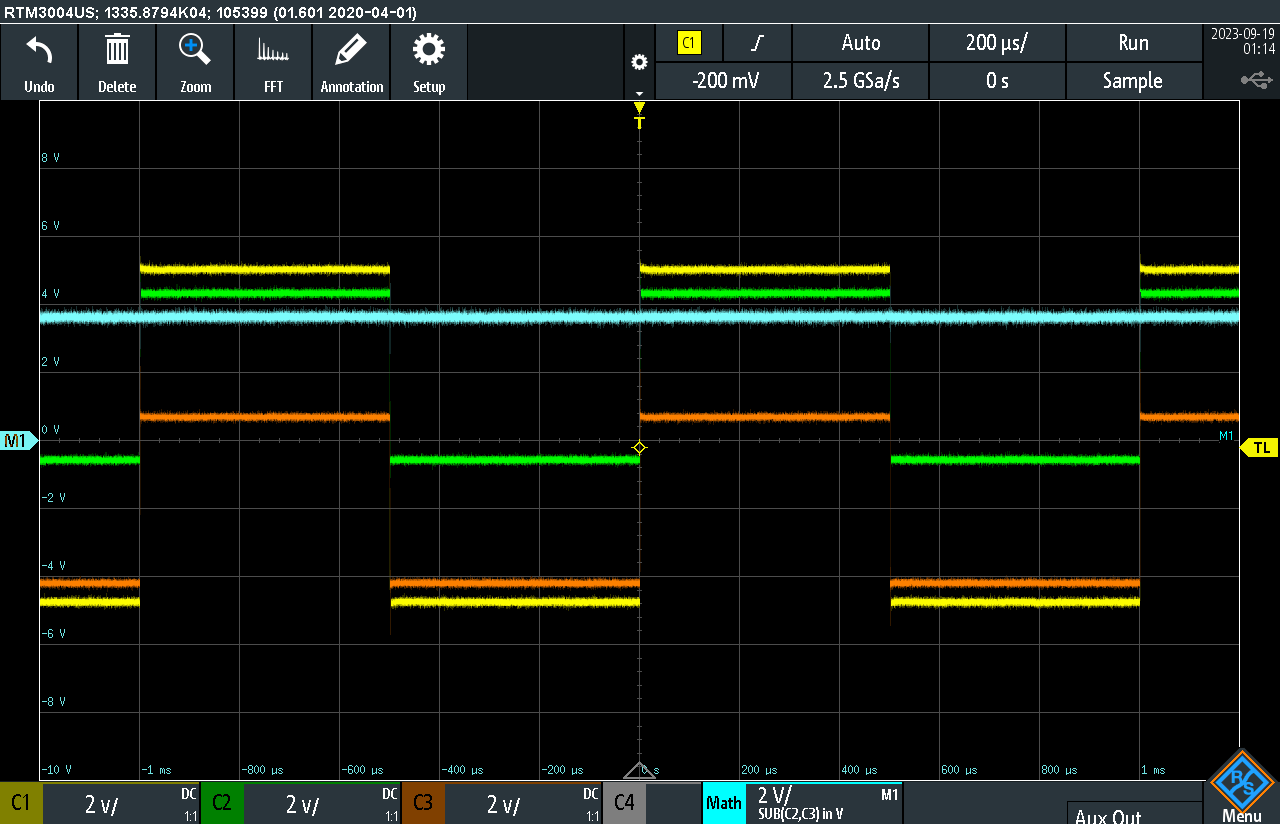 RTM3004US; 1335.8794K04; 105399 (01.601 2020-04-01)
Undo
Delete
Zoom
FFT
Annotation
Setup
C1
Auto
200 µs/
Run
2023-09-19
01:14
-200 mV
2.5 GSa/s
0 s
Sample
T
8 V
6 V
4 V
2 V
0 V
M1
M1
TL
-2 V
-4 V
-6 V
-8 V
-10 V
-1 ms
-800 µs
-600 µs
-400 µs
-200 µs
0 s
200 µs
400 µs
600 µs
800 µs
1 ms
C1
2 V/
DC
1:1
C2
2 V/
DC
1:1
C3
2 V/
DC
1:1
C4
Math
2 V/
M1
SUB(C2,C3) in V
Aux Out
R&S
Menu